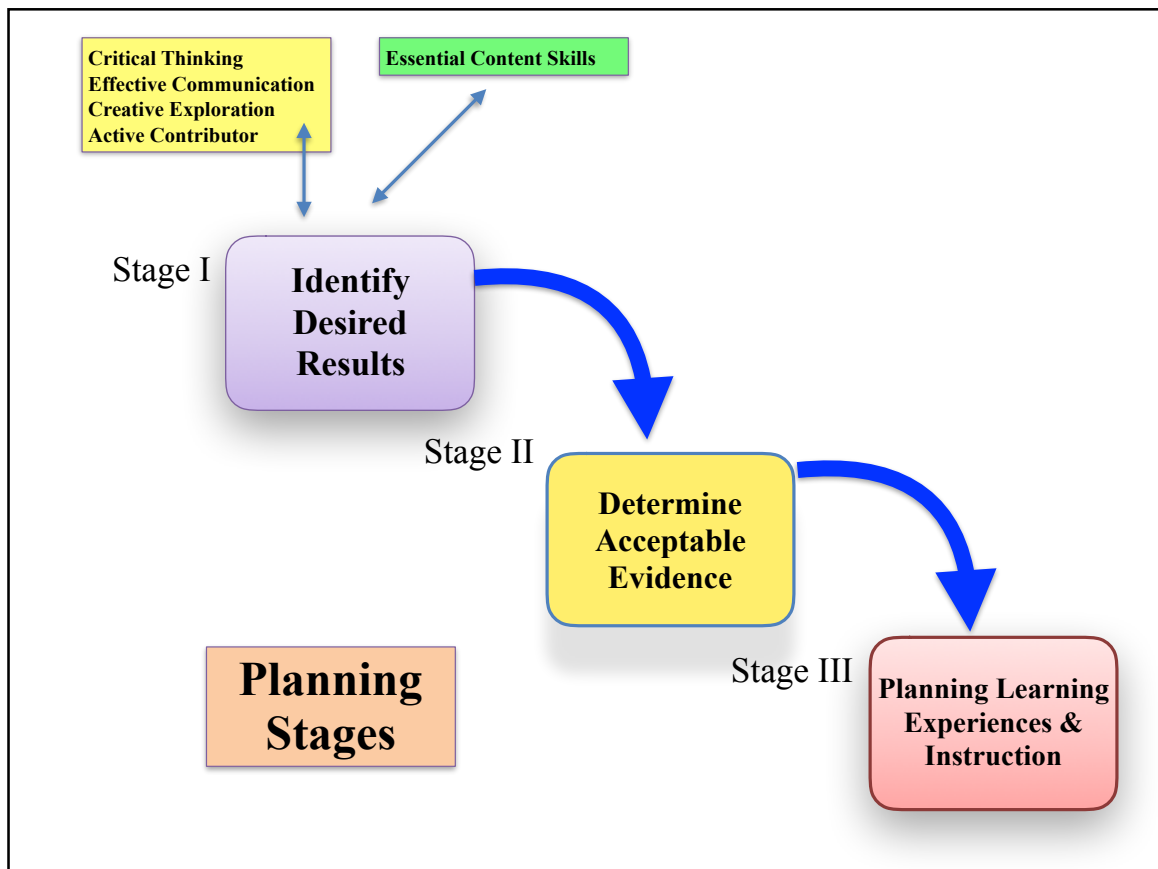 Critical Thinking
Effective Communication
Creative Exploration
Active Contributor
Essential Content Skills
Stage I
Identify
Desired
Results
Stage II
Determine
Acceptable
Evidence
Stage III
Planning Learning
Experiences &
Instruction
Planning
Stages